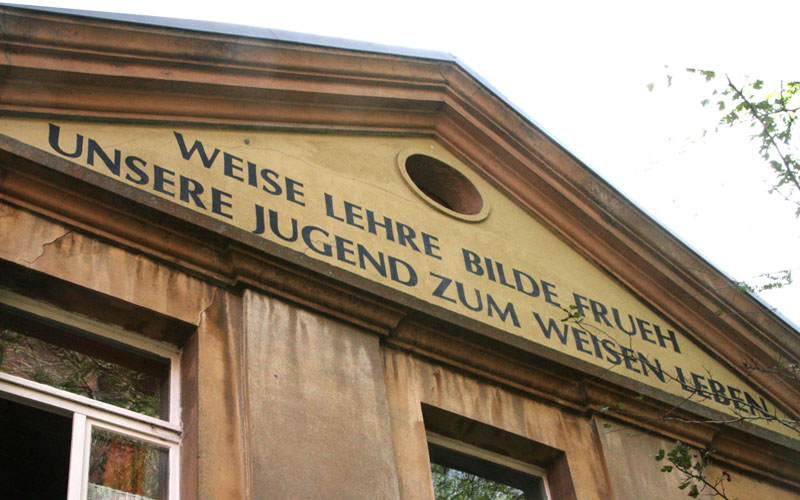 WEISE LEHRE BILDE FRUEH
UNSERE JUGEND ZUM WEISEN LEBEN